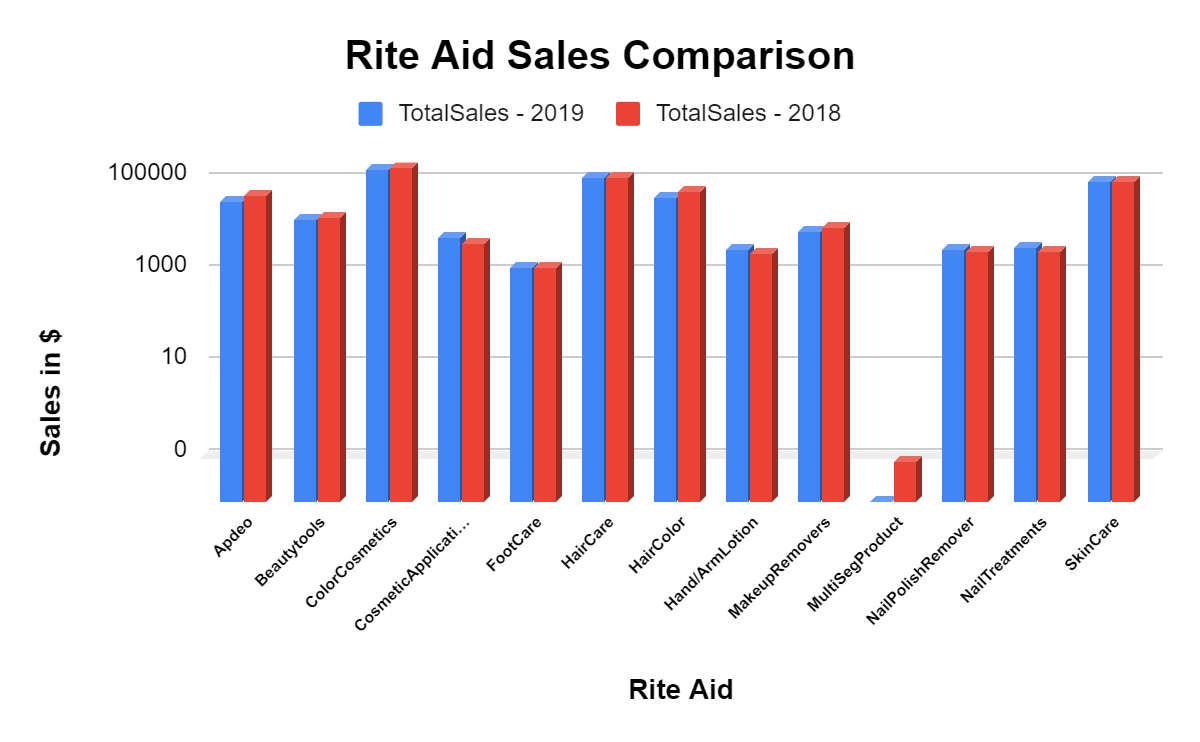 Rite Aid Sales Comparison
TotalSales - 2019
TotalSales - 2018
100000
1000
10
0
Sales in $
Apdeo
Beautytools
ColorCosmetics
CosmeticApplicati...
FootCare
HairCare
HairColor
Hand/ArmLotion
MakeupRemovers
MultiSegProduct
NailPolishRemover
NailTreatments
SkinCare
Rite Aid